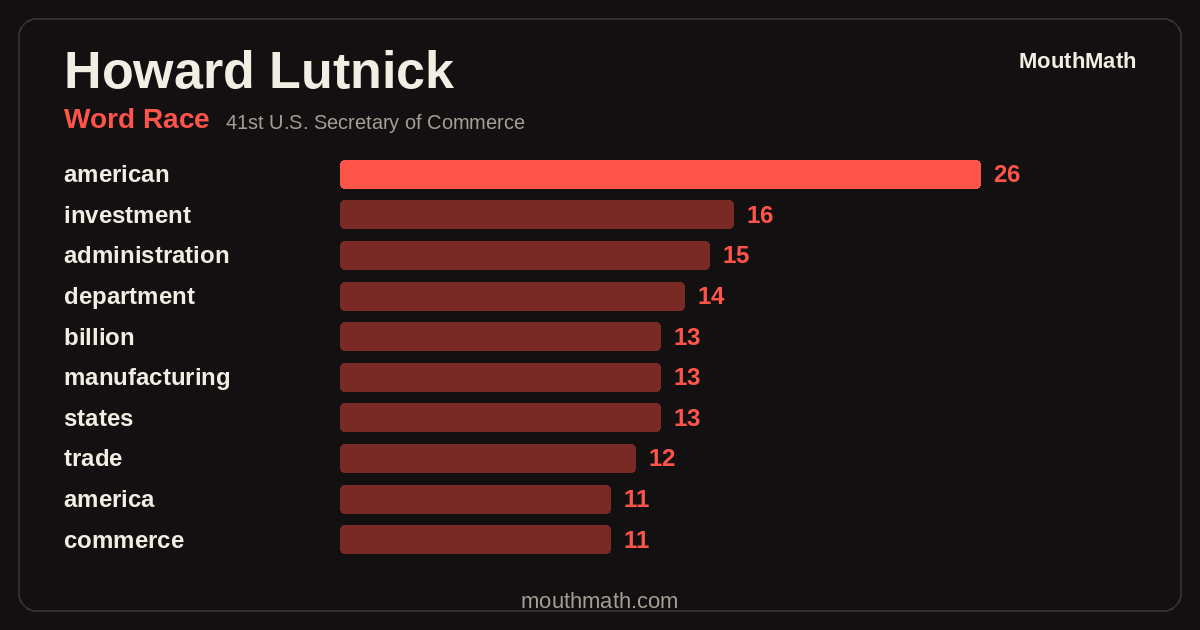 Howard Lutnick
MouthMath
Word Race 41st U.S. Secretary of Commerce
american 26
investment 16
administration 15
department 14
billion 13
manufacturing 13
states 13
trade 12
america 11
commerce 11
mouthmath.com